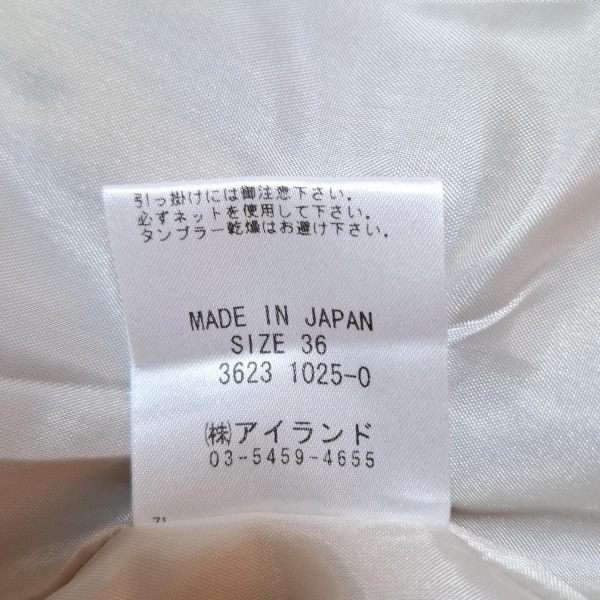 引っ掛けには御注意下さい。
必ずネットを使用して下さい。
タンブラー乾燥はお避け下さい。
MADE IN JAPAN
SIZE 36
3623 1025-0
㈱アイランド
03-5459-4655
71